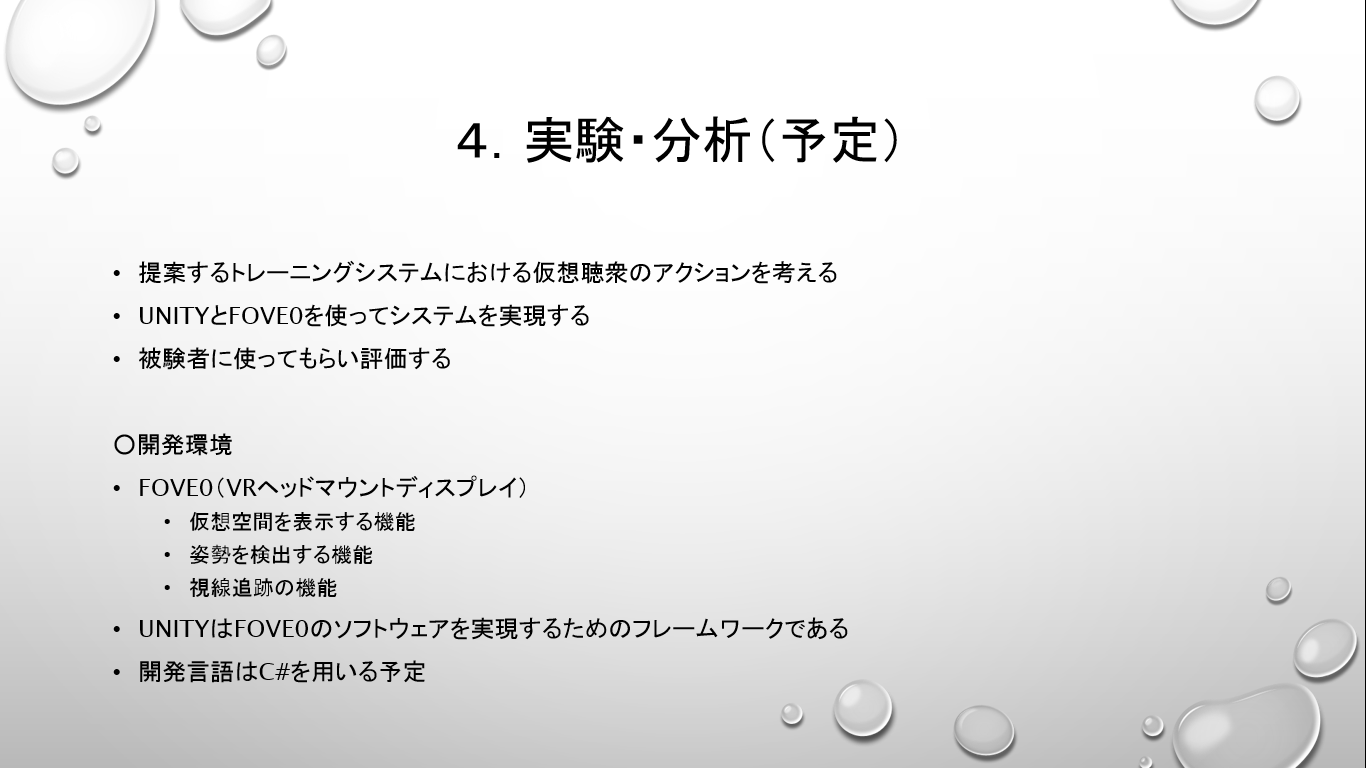 4. 実験・分析（予定）
• 提案するトレーニングシステムにおける仮想聴衆のアクションを考える
• UNITYとFOVE0を使ってシステムを実現する
• 被験者に使ってもらい評価する
〇開発環境
• FOVE0（VRヘッドマウントディスプレイ）
• 仮想空間を表示する機能
• 姿勢を検出する機能
• 視線追跡の機能
• UNITYはFOVE0のソフトウェアを実現するためのフレームワークである
• 開発言語はC#を用いる予定